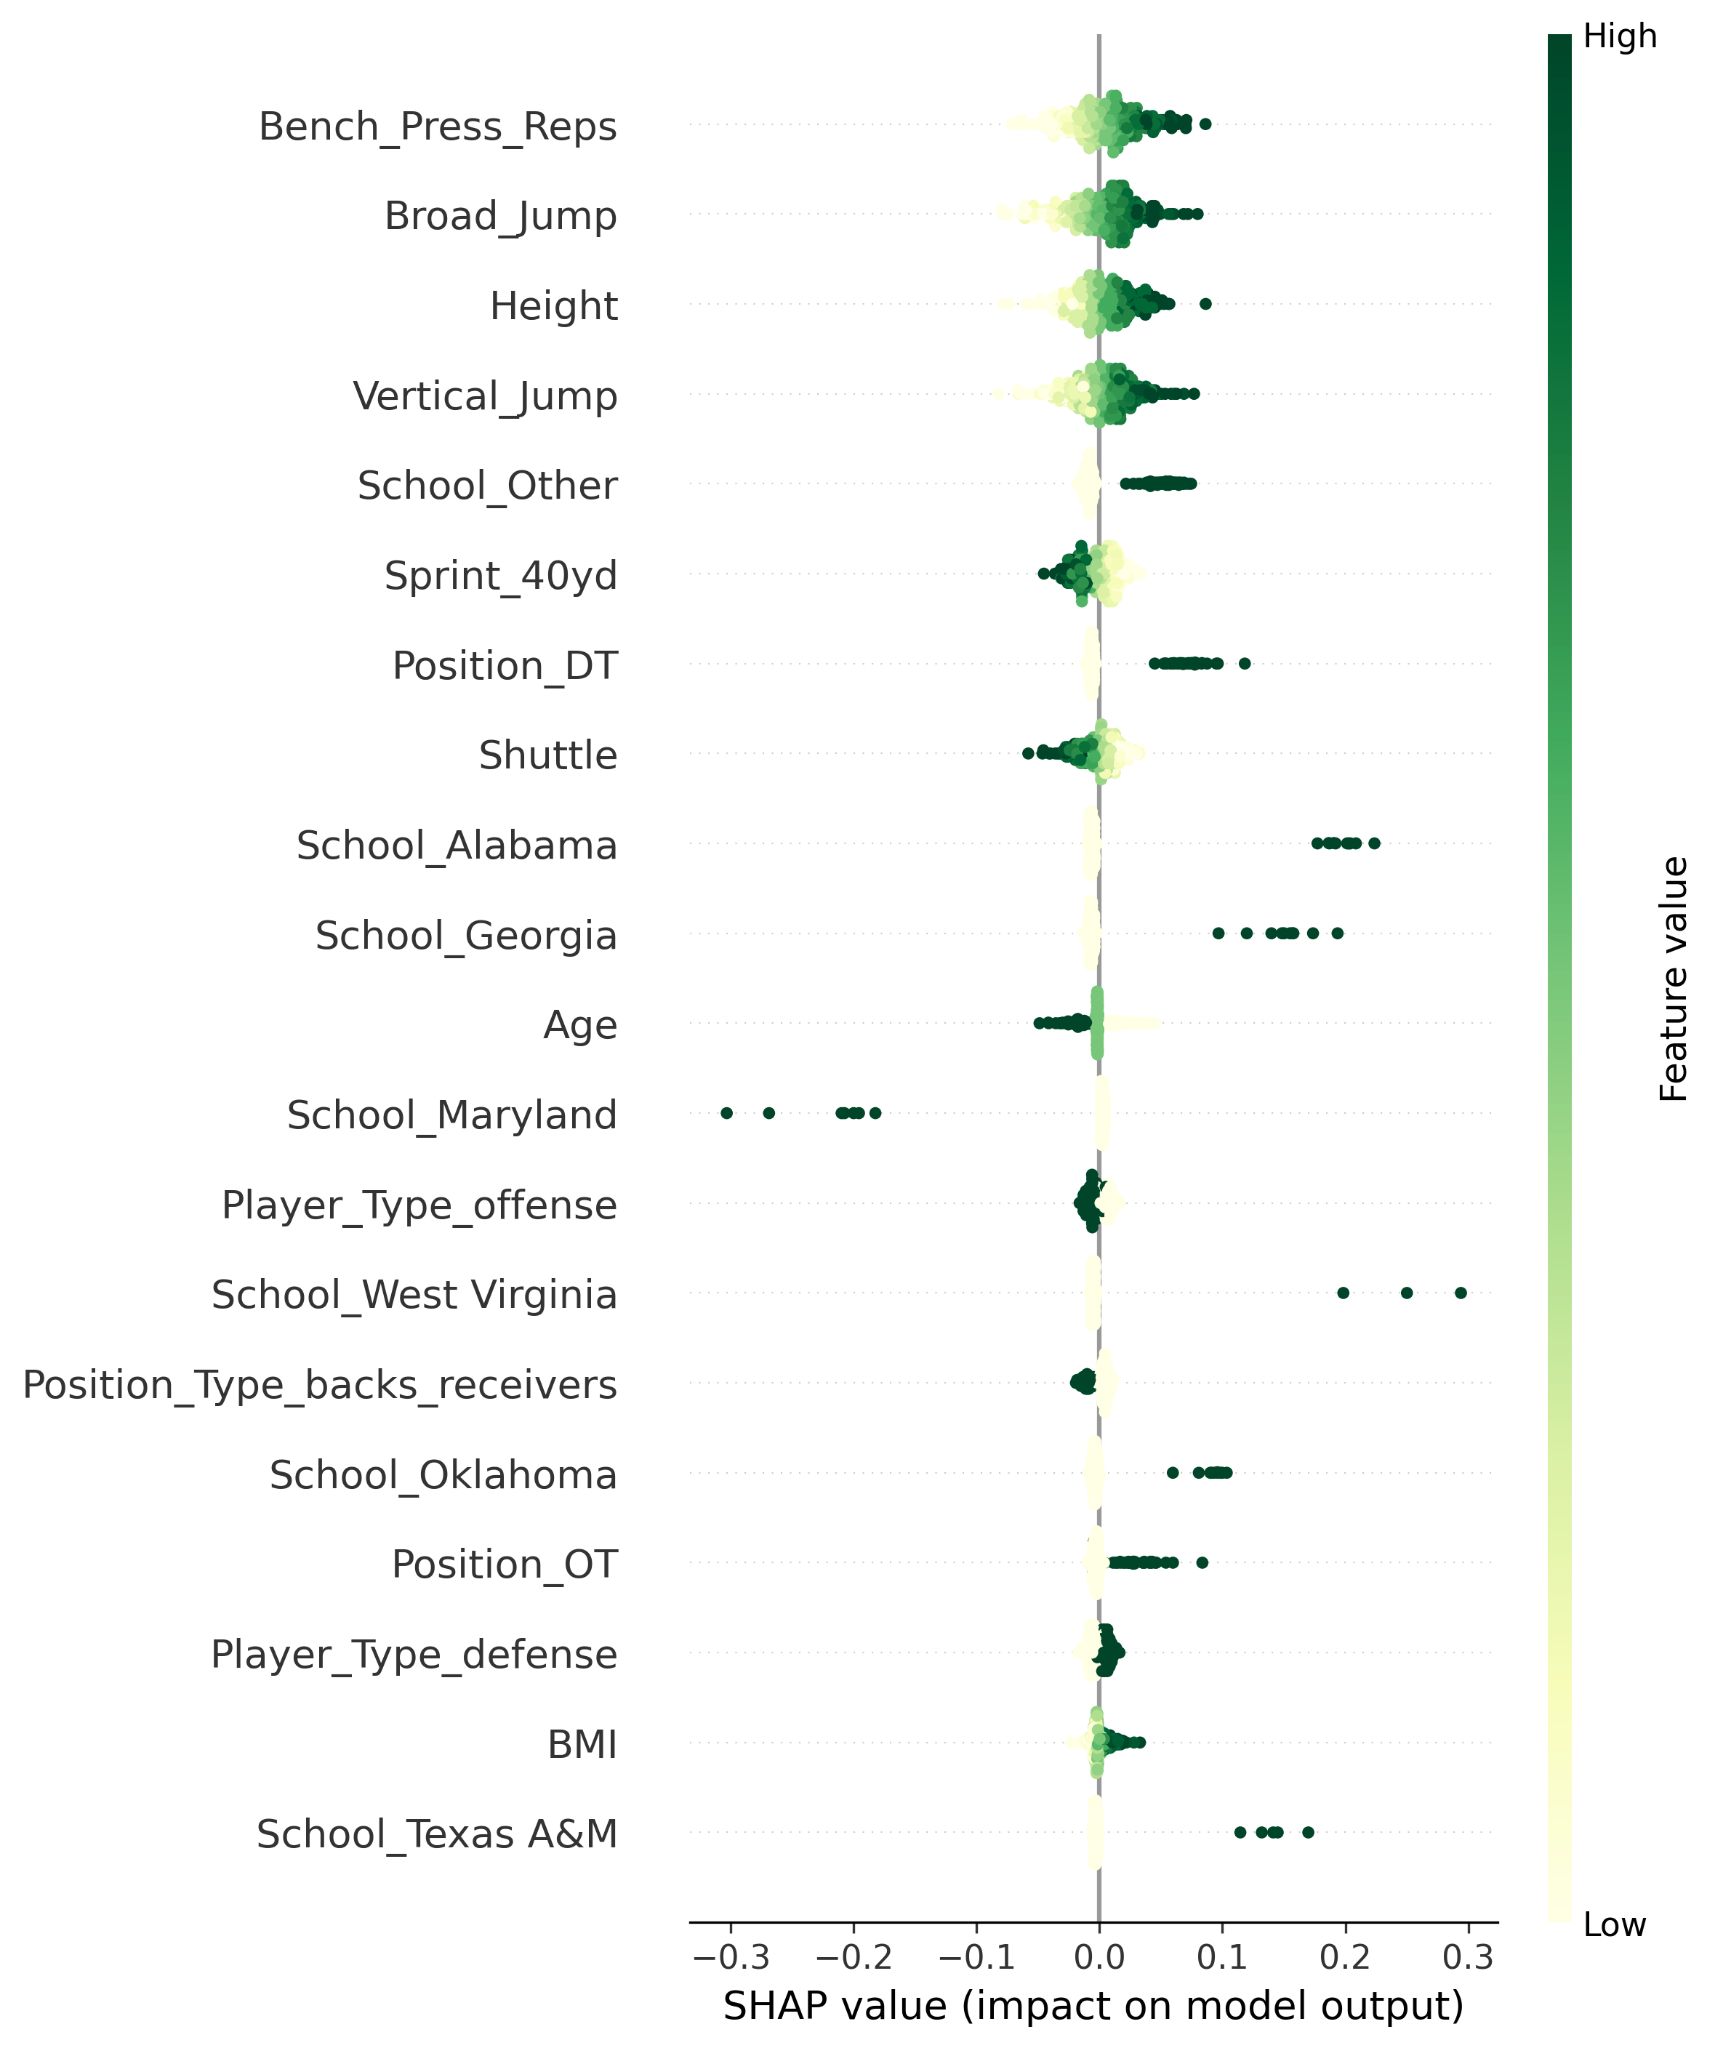 High
Bench_Press_Reps
Broad_Jump
Height
Vertical_Jump
School_Other
Sprint_40yd
Position_DT
Shuttle
School_Alabama
School_Georgia
Age
School_Maryland
Player_Type_offense
School_West Virginia
Position_Type_backs_receivers
School_Oklahoma
Position_OT
Player_Type_defense
BMI
School_Texas A&M
Feature value
Low
−0.3 −0.2 −0.1 0.0 0.1 0.2 0.3
SHAP value (impact on model output)